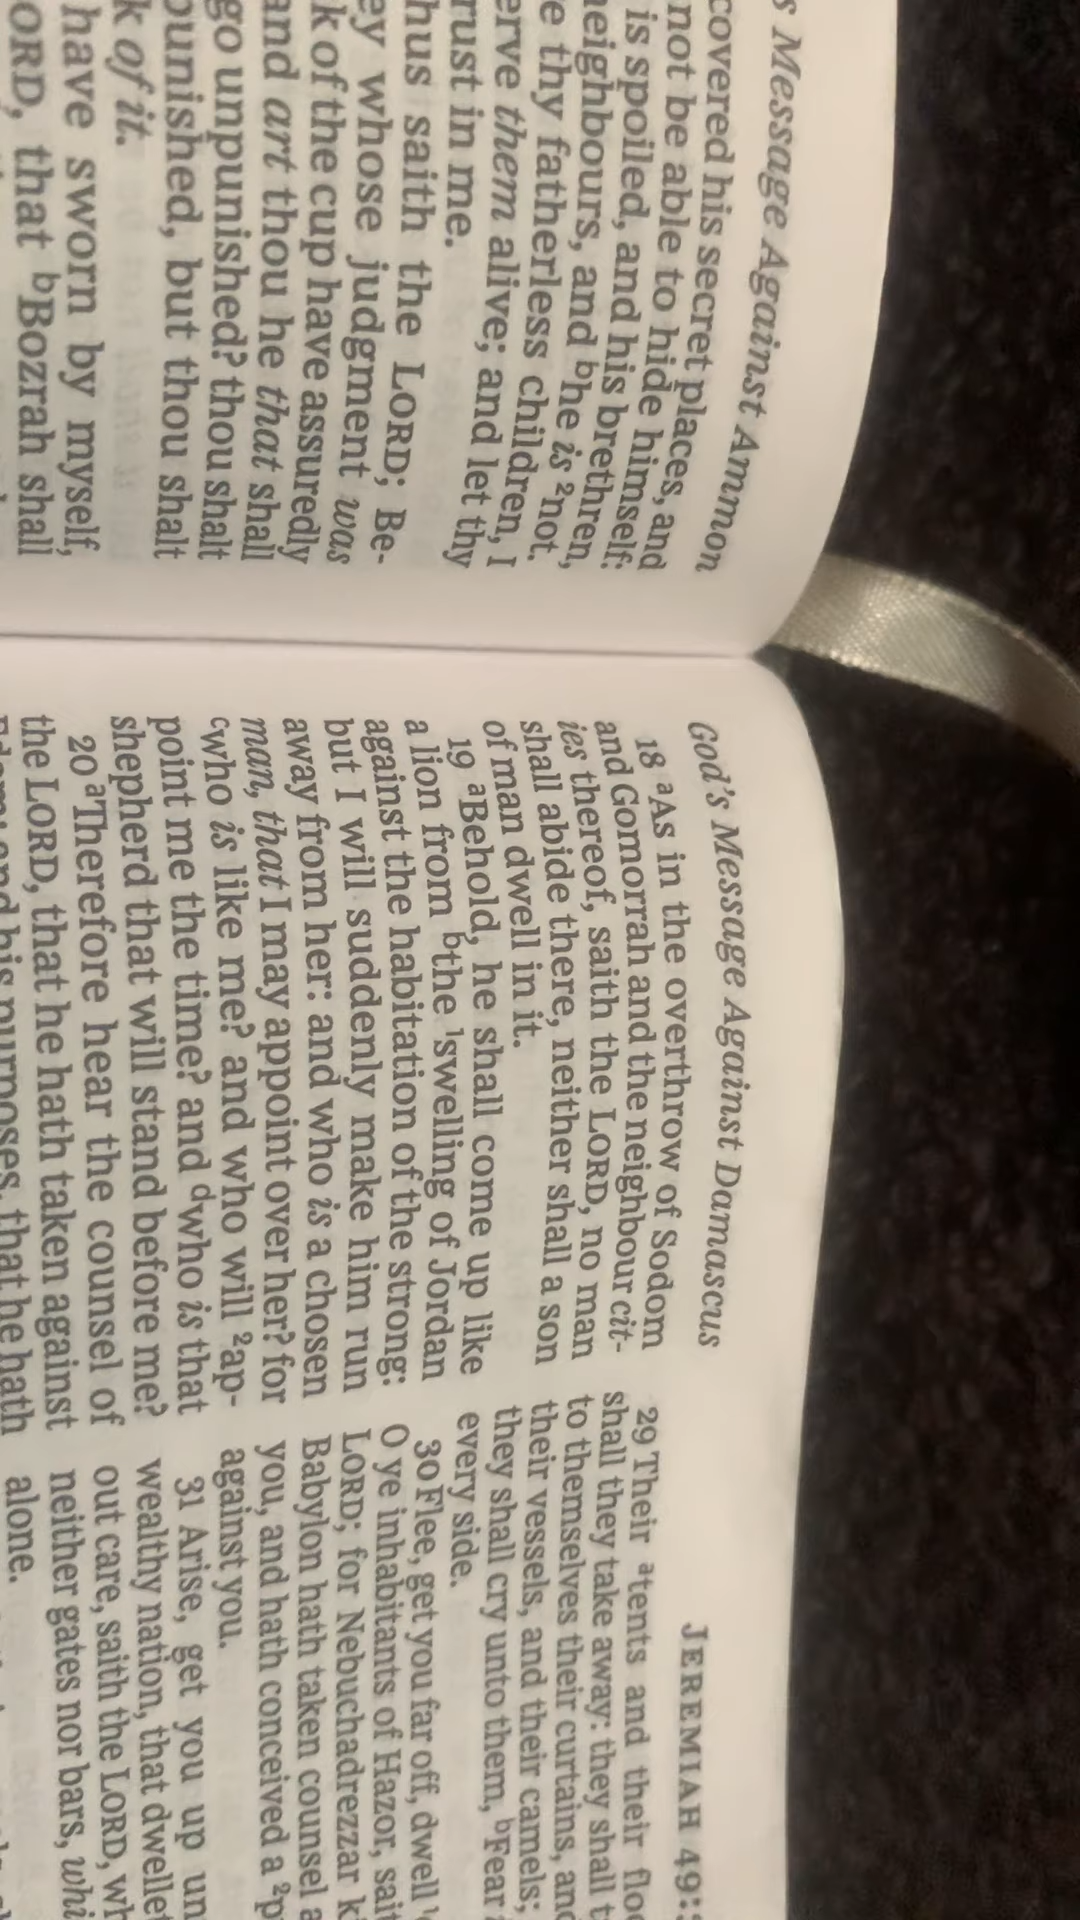 s Message Against Ammon
covered his secret places, and
not be able to hide himself:
is spoiled, and his brethren,
neighbours, and ᵇhe is ²not.
e thy fatherless children, I
erve them alive; and let thy
rust in me.
hus saith the LORD; Be-
ey whose judgment was
k of the cup have assuredly
and art thou he that shall
go unpunished? thou shalt
ounished, but thou shalt
k of it.
have sworn by myself,
ORD, that ᵇBozrah shall
God's Message Against Damascus
18 ᵃAs in the overthrow of Sodom
and Gomorrah and the neighbour cit-
ies thereof, saith the LORD, no man
shall abide there, neither shall a son
of man dwell in it.
19 ᵃBehold, he shall come up like
a lion from ᵇthe ¹swelling of Jordan
against the habitation of the strong:
but I will suddenly make him run
away from her: and who is a chosen
man, that I may appoint over her? for
ᶜwho is like me? and who will ²ap-
point me the time? and ᵈwho is that
shepherd that will stand before me?
20 ᵃTherefore hear the counsel of
the LORD, that he hath taken against
and his purposes, that he hath
JEREMIAH 49:
29 Their ᵃtents and their floc
shall they take away: they shall t
to themselves their curtains, and
their vessels, and their camels;
they shall cry unto them, ᵇFear
every side.
30 Flee, get you far off, dwell
O ye inhabitants of Hazor, sait
LORD; for Nebuchadrezzar k
Babylon hath taken counsel a
you, and hath conceived a ²p
against you.
31 Arise, get you up un
wealthy nation, that dwellet
out care, saith the LORD, wh
neither gates nor bars, whi
alone.